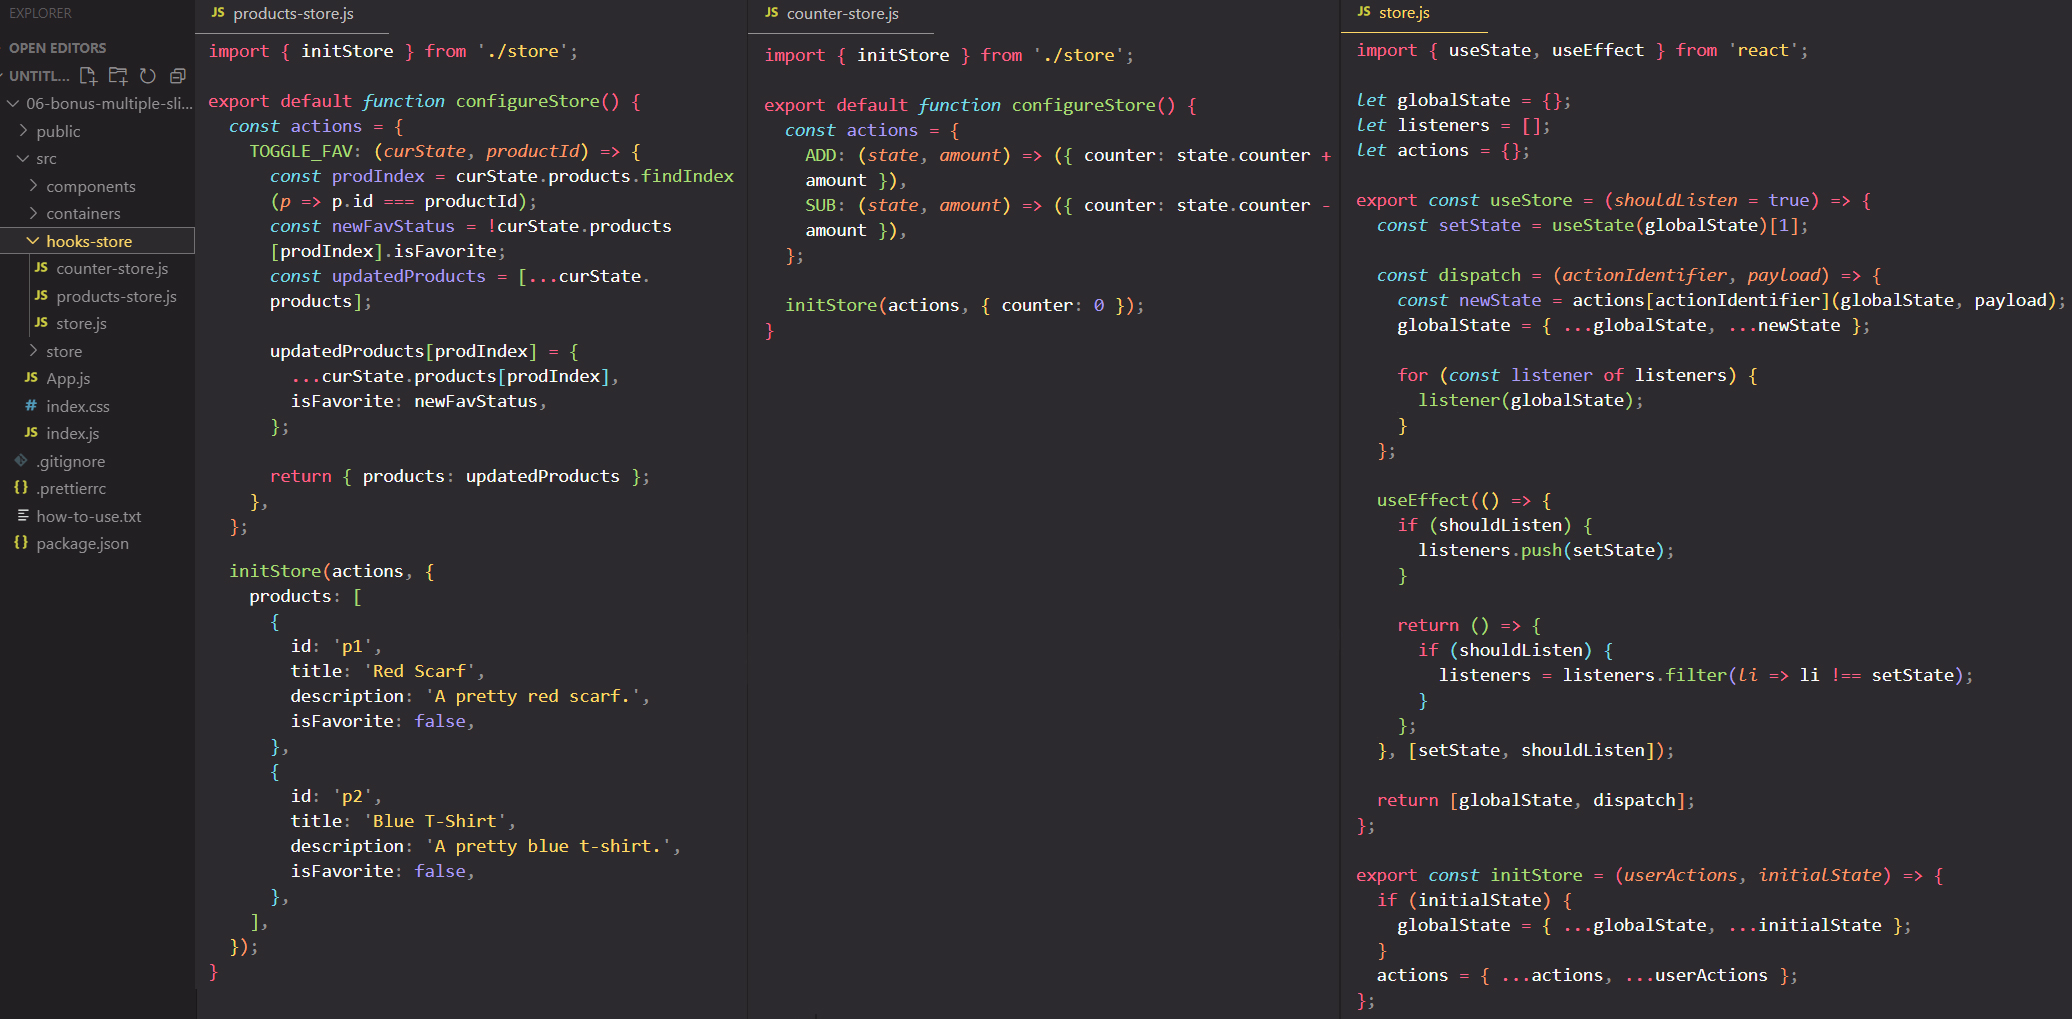 EXPLORER
OPEN EDITORS
UNTITL...
06-bonus-multiple-sli...
public
src
components
containers
hooks-store
JS counter-store.js
JS products-store.js
JS store.js
store
JS App.js
# index.css
JS index.js
.gitignore
{} .prettierrc
how-to-use.txt
{} package.json
JS products-store.js
import { initStore } from './store';
export default function configureStore() {
const actions = {
TOGGLE_FAV: (curState, productId) => {
const prodIndex = curState.products.findIndex
(p => p.id === productId);
const newFavStatus = !curState.products
[prodIndex].isFavorite;
const updatedProducts = [...curState.
products];
updatedProducts[prodIndex] = {
...curState.products[prodIndex],
isFavorite: newFavStatus,
};
return { products: updatedProducts };
},
};
initStore(actions, {
products: [
{
id: 'p1',
title: 'Red Scarf',
description: 'A pretty red scarf.',
isFavorite: false,
},
{
id: 'p2',
title: 'Blue T-Shirt',
description: 'A pretty blue t-shirt.',
isFavorite: false,
},
],
});
}
JS counter-store.js
import { initStore } from './store';
export default function configureStore() {
const actions = {
ADD: (state, amount) => ({ counter: state.counter +
amount }),
SUB: (state, amount) => ({ counter: state.counter -
amount }),
};
initStore(actions, { counter: 0 });
}
JS store.js
import { useState, useEffect } from 'react';
let globalState = {};
let listeners = [];
let actions = {};
export const useStore = (shouldListen = true) => {
const setState = useState(globalState)[1];
const dispatch = (actionIdentifier, payload) => {
const newState = actions[actionIdentifier](globalState, payload);
globalState = { ...globalState, ...newState };
for (const listener of listeners) {
listener(globalState);
}
};
useEffect(() => {
if (shouldListen) {
listeners.push(setState);
}
return () => {
if (shouldListen) {
listeners = listeners.filter(li => li !== setState);
}
};
}, [setState, shouldListen]);
return [globalState, dispatch];
};
export const initStore = (userActions, initialState) => {
if (initialState) {
globalState = { ...globalState, ...initialState };
}
actions = { ...actions, ...userActions };
};